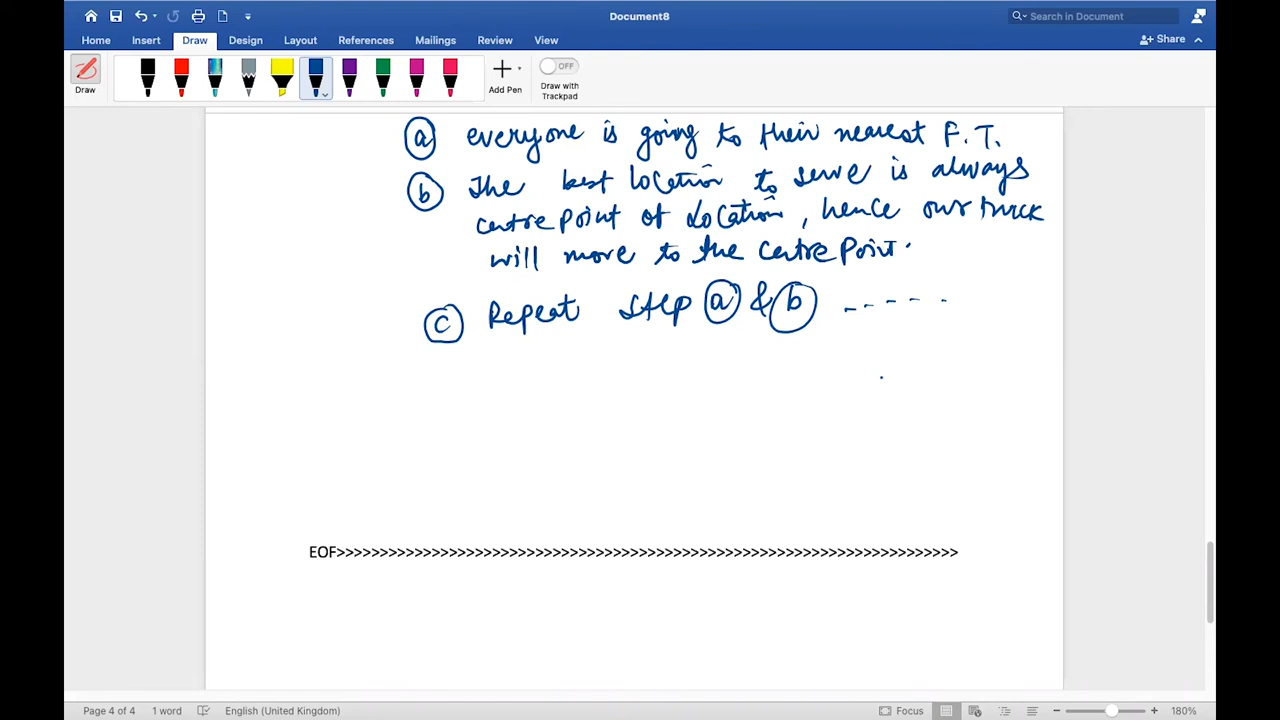 Document8
Search in Document
Home Insert Draw Design Layout References Mailings Review View
Share
Draw
Add Pen
OFF
Draw with
Trackpad
a everyone is going to their nearest F.T.
b The best location to serve is always
centre point of location, hence our truck
will move to the centre point.
c Repeat step a & b -----
EOF>>>>>>>>>>>>>>>>>>>>>>>>>>>>>>>>>>>>>>>>>>>>>>>>>>>>>>>>>>>>>>>>>>>>>>>>
Page 4 of 4 1 word English (United Kingdom) Focus 180%